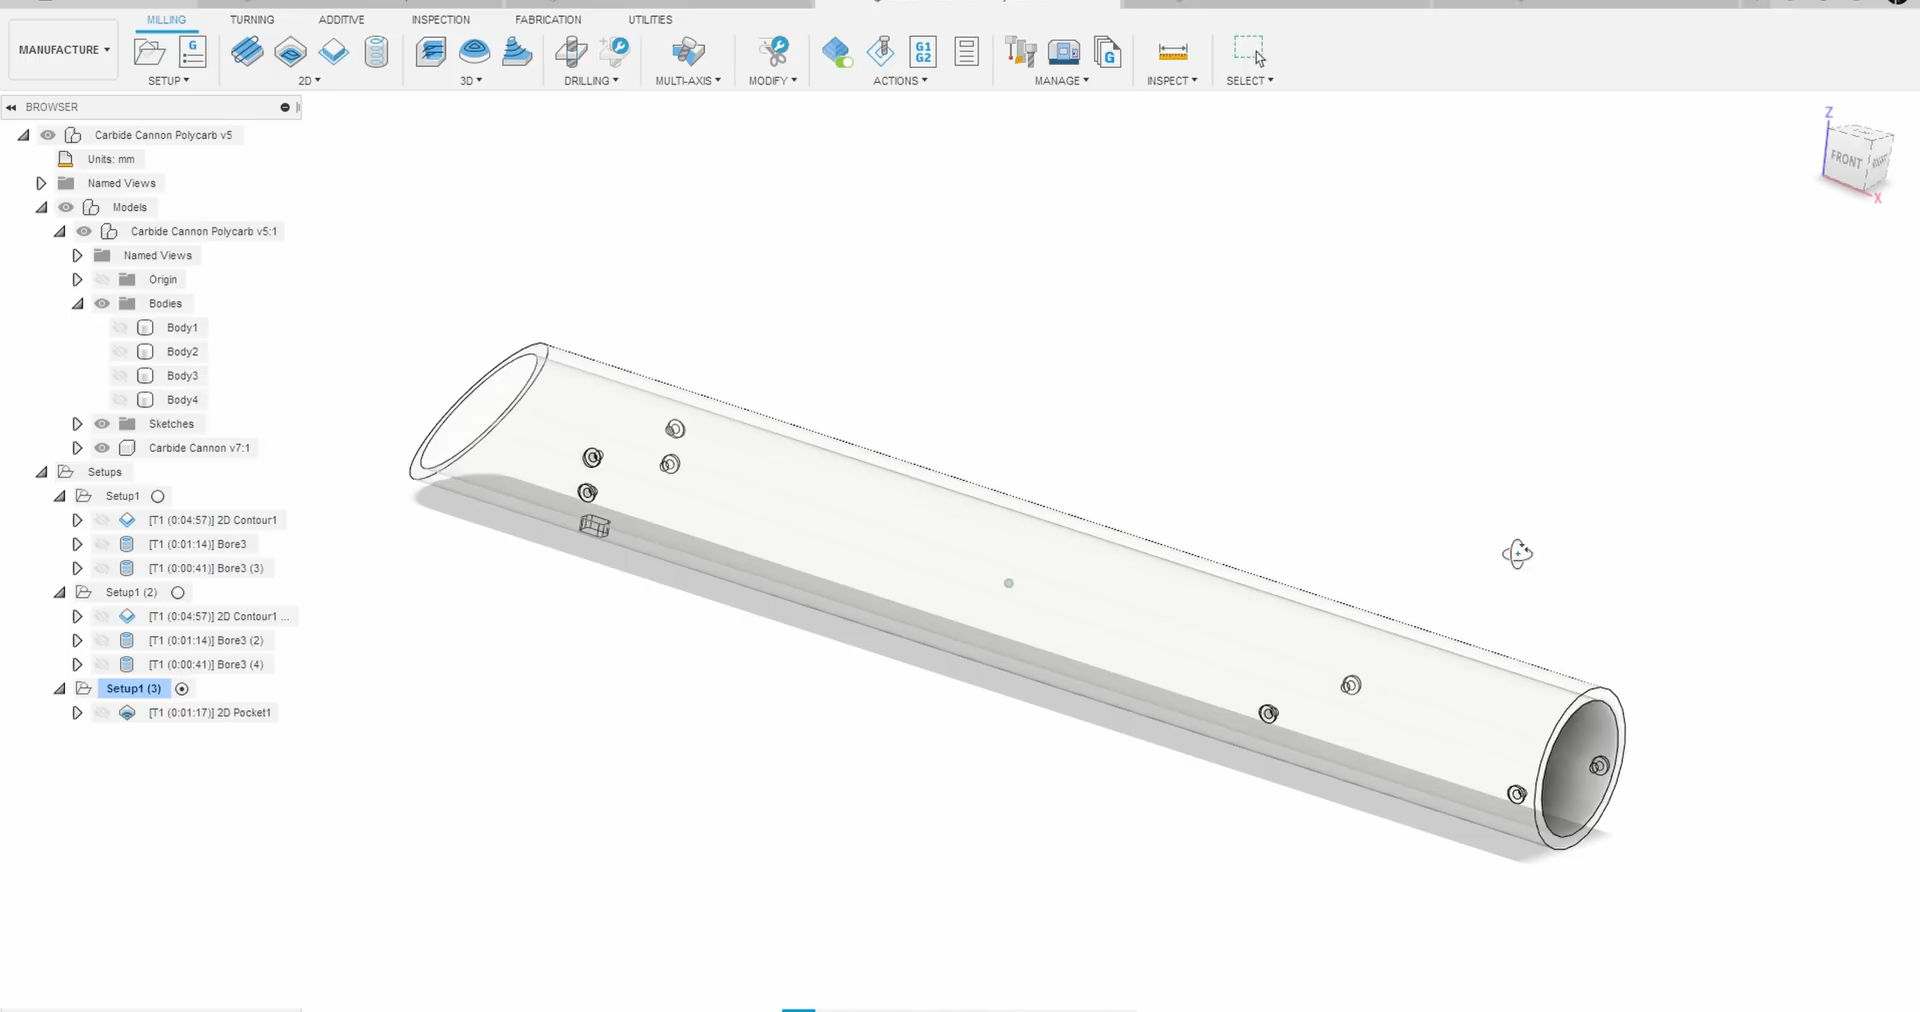 MILLING TURNING ADDITIVE INSPECTION FABRICATION UTILITIES
MANUFACTURE
G G1 G2 G
SETUP 2D 3D DRILLING MULTI-AXIS MODIFY ACTIONS MANAGE INSPECT SELECT
BROWSER
Carbide Cannon Polycarb v5
Units: mm
Named Views
Models
Carbide Cannon Polycarb v5:1
Named Views
Origin
Bodies
Body1
Body2
Body3
Body4
Sketches
Carbide Cannon v7:1
Setups
Setup1
[T1 (0:04:57)] 2D Contour1
[T1 (0:01:14)] Bore3
[T1 (0:00:41)] Bore3 (3)
Setup1 (2)
[T1 (0:04:57)] 2D Contour1 ...
[T1 (0:01:14)] Bore3 (2)
[T1 (0:00:41)] Bore3 (4)
Setup1 (3)
[T1 (0:01:17)] 2D Pocket1
Z
FRONT RIGHT
X